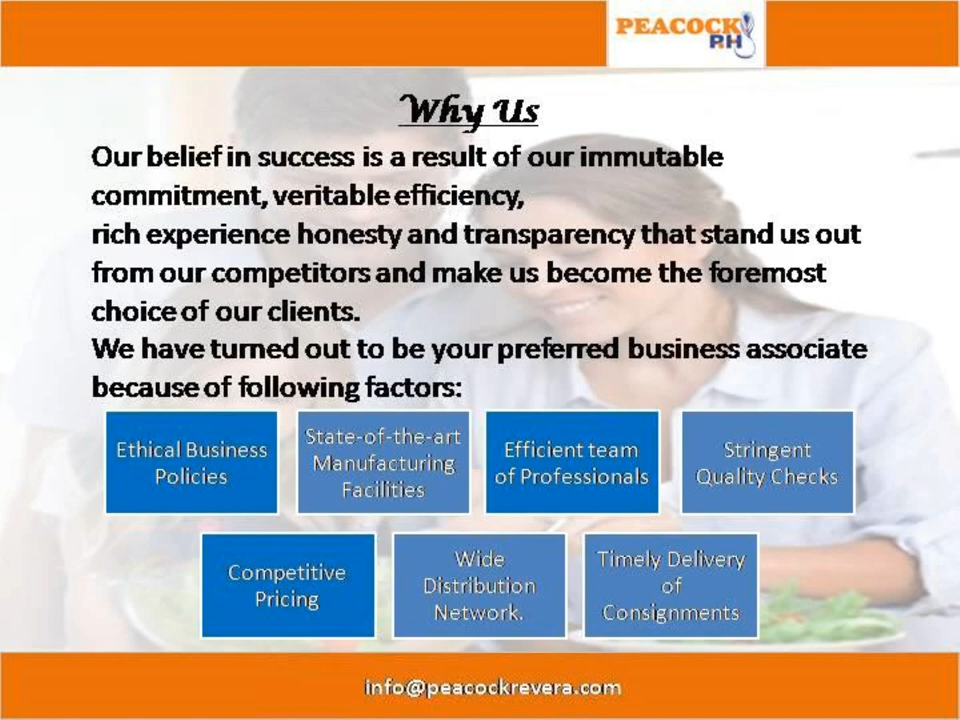 PEACOCK
RH
Why Us
Our belief in success is a result of our immutable
commitment, veritable efficiency,
rich experience honesty and transparency that stand us out
from our competitors and make us become the foremost
choice of our clients.
We have turned out to be your preferred business associate
because of following factors:
Ethical Business
Policies
State-of-the-art
Manufacturing
Facilities
Efficient team
of Professionals
Stringent
Quality Checks
Competitive
Pricing
Wide
Distribution
Network.
Timely Delivery
of
Consignments
info@peacockrevera.com